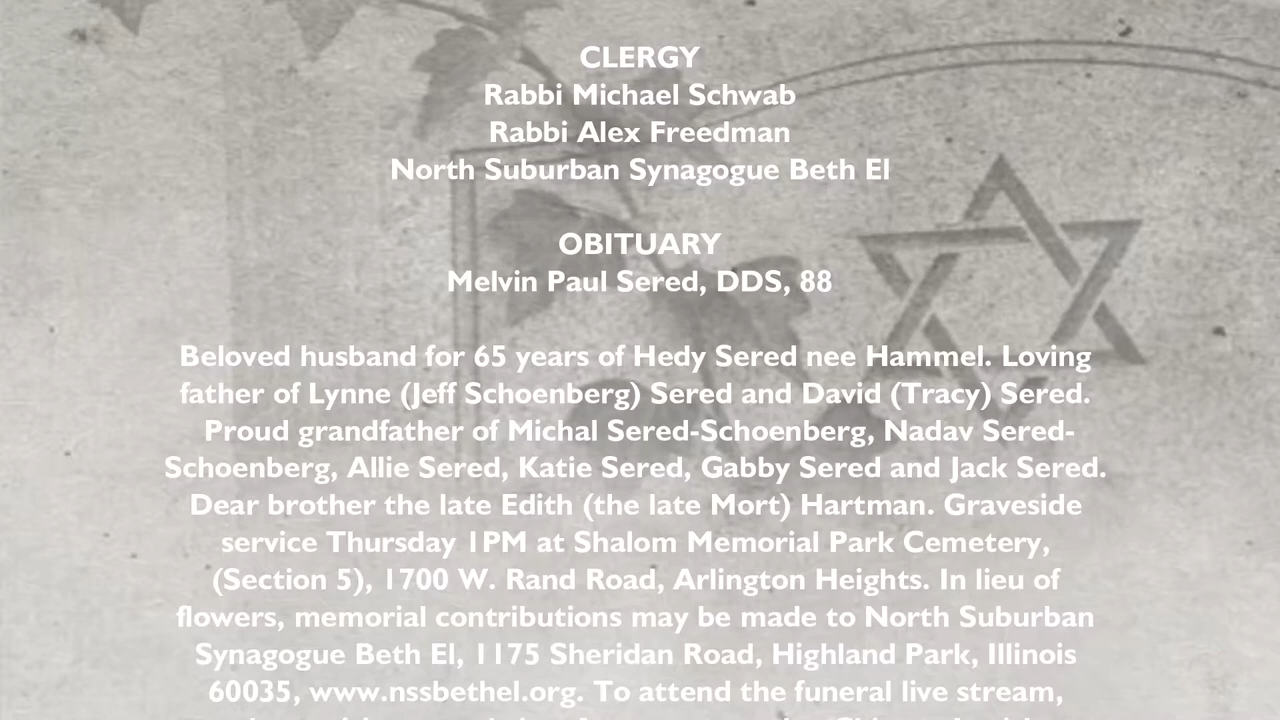 CLERGY
Rabbi Michael Schwab
Rabbi Alex Freedman
North Suburban Synagogue Beth El
OBITUARY
Melvin Paul Sered, DDS, 88
Beloved husband for 65 years of Hedy Sered nee Hammel. Loving
father of Lynne (Jeff Schoenberg) Sered and David (Tracy) Sered.
Proud grandfather of Michal Sered-Schoenberg, Nadav Sered-
Schoenberg, Allie Sered, Katie Sered, Gabby Sered and Jack Sered.
Dear brother the late Edith (the late Mort) Hartman. Graveside
service Thursday 1PM at Shalom Memorial Park Cemetery,
(Section 5), 1700 W. Rand Road, Arlington Heights. In lieu of
flowers, memorial contributions may be made to North Suburban
Synagogue Beth El, 1175 Sheridan Road, Highland Park, Illinois
60035, www.nssbethel.org. To attend the funeral live stream,